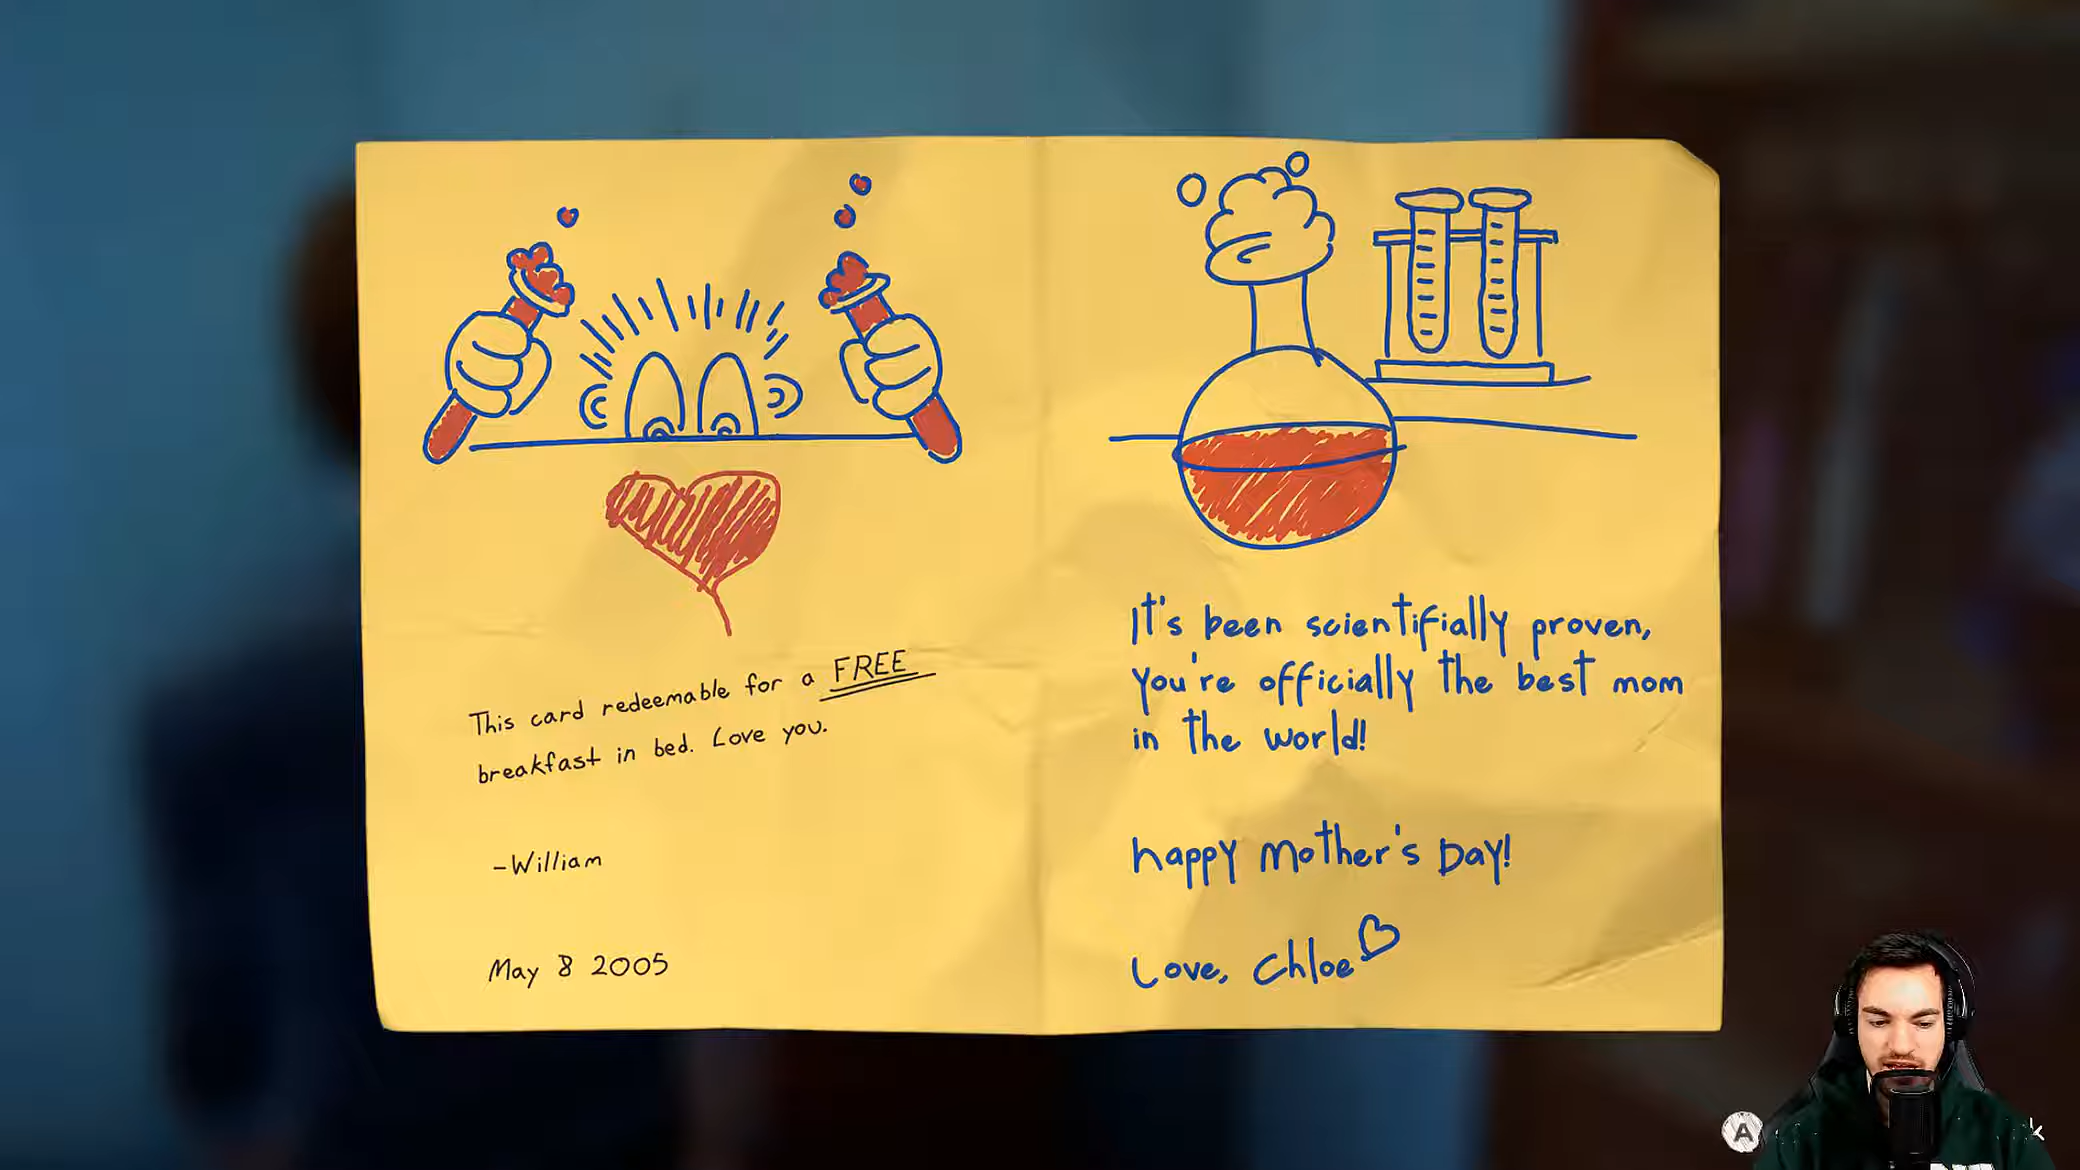 This card redeemable for a FREE
breakfast in bed. Love you.
-William
May 8 2005
It's been scientifially proven,
you're officially the best mom
in the world!
happy Mother's Day!
Love, Chloe
A